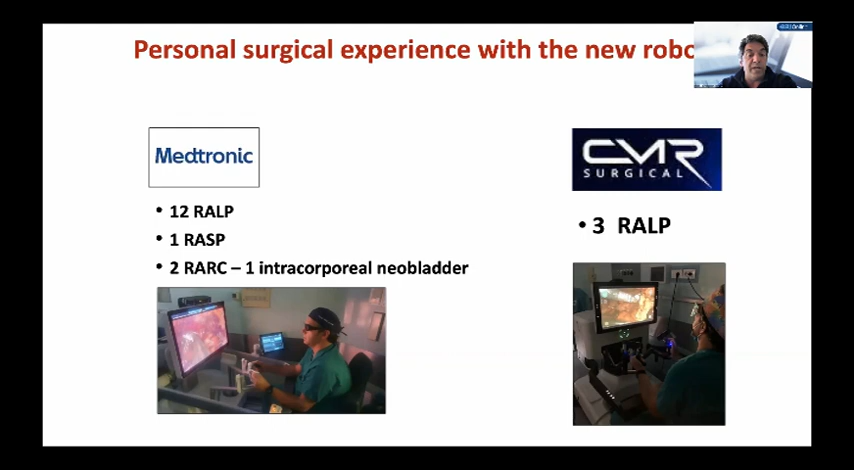 Personal surgical experience with the new robo
Medtronic
• 12 RALP
• 1 RASP
• 2 RARC – 1 intracorporeal neobladder
CMR
SURGICAL
• 3 RALP